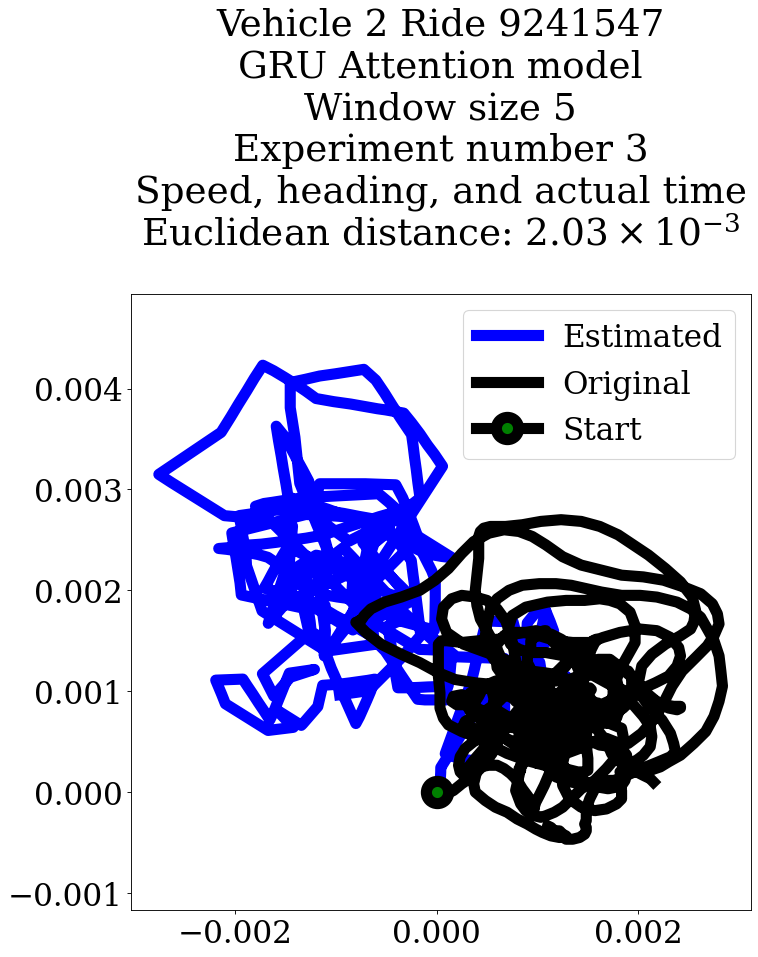 Vehicle 2 Ride 9241547
GRU Attention model
Window size 5
Experiment number 3
Speed, heading, and actual time
Euclidean distance: 2.03 × 10⁻³
Estimated
Original
Start
0.004
0.003
0.002
0.001
0.000
−0.001
−0.002 0.000 0.002